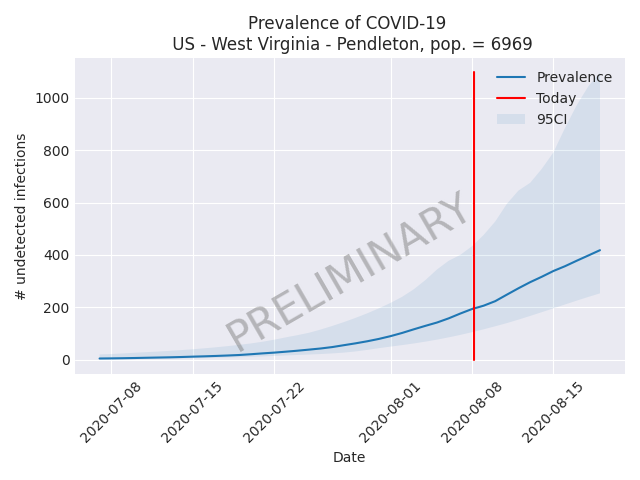 Prevalence of COVID-19
US - West Virginia - Pendleton, pop. = 6969
Prevalence
Today
95CI
1000
800
600
400
200
0
# undetected infections
PRELIMINARY
2020-07-08
2020-07-15
2020-07-22
2020-08-01
2020-08-08
2020-08-15
Date